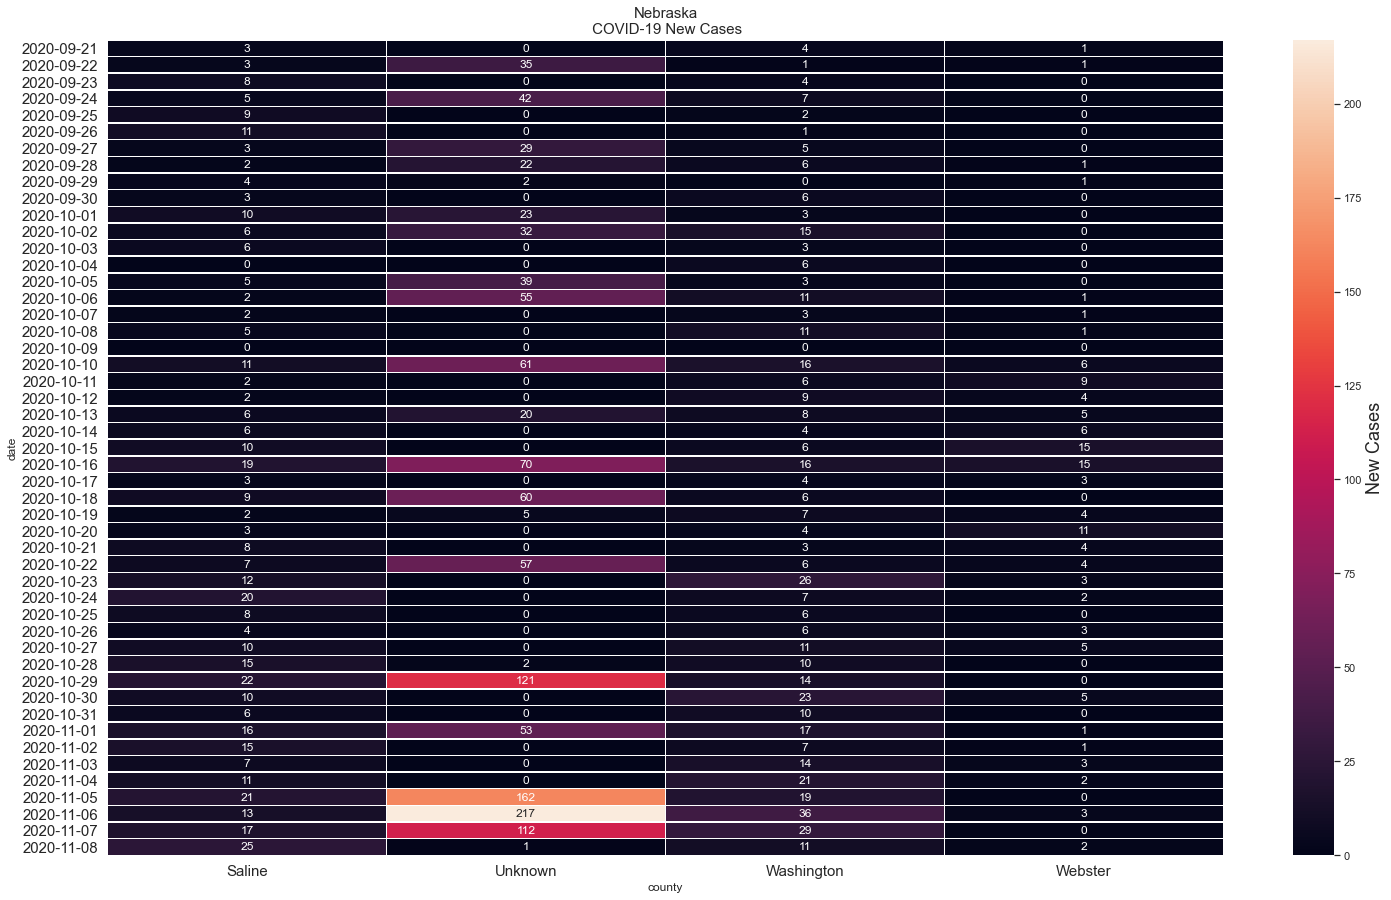 Nebraska
COVID-19 New Cases
2020-09-21 3 0 4 1
2020-09-22 3 35 1 1
2020-09-23 8 0 4 0
2020-09-24 5 42 7 0
2020-09-25 9 0 2 0
2020-09-26 11 0 1 0
2020-09-27 3 29 5 0
2020-09-28 2 22 6 1
2020-09-29 4 2 0 1
2020-09-30 3 0 6 0
2020-10-01 10 23 3 0
2020-10-02 6 32 15 0
2020-10-03 6 0 3 0
2020-10-04 0 0 6 0
2020-10-05 5 39 3 0
2020-10-06 2 55 11 1
2020-10-07 2 0 3 1
2020-10-08 5 0 11 1
2020-10-09 0 0 0 0
2020-10-10 11 61 16 6
2020-10-11 2 0 6 9
2020-10-12 2 0 9 4
2020-10-13 6 20 8 5
2020-10-14 6 0 4 6
2020-10-15 10 0 6 15
2020-10-16 19 70 16 15
2020-10-17 3 0 4 3
2020-10-18 9 60 6 0
2020-10-19 2 5 7 4
2020-10-20 3 0 4 11
2020-10-21 8 0 3 4
2020-10-22 7 57 6 4
2020-10-23 12 0 26 3
2020-10-24 20 0 7 2
2020-10-25 8 0 6 0
2020-10-26 4 0 6 3
2020-10-27 10 0 11 5
2020-10-28 15 2 10 0
2020-10-29 22 121 14 0
2020-10-30 10 0 23 5
2020-10-31 6 0 10 0
2020-11-01 16 53 17 1
2020-11-02 15 0 7 1
2020-11-03 7 0 14 3
2020-11-04 11 0 21 2
2020-11-05 21 162 19 0
2020-11-06 13 217 36 3
2020-11-07 17 112 29 0
2020-11-08 25 1 11 2
Saline Unknown Washington Webster
county
date
200
175
150
125
100
75
50
25
0
New Cases